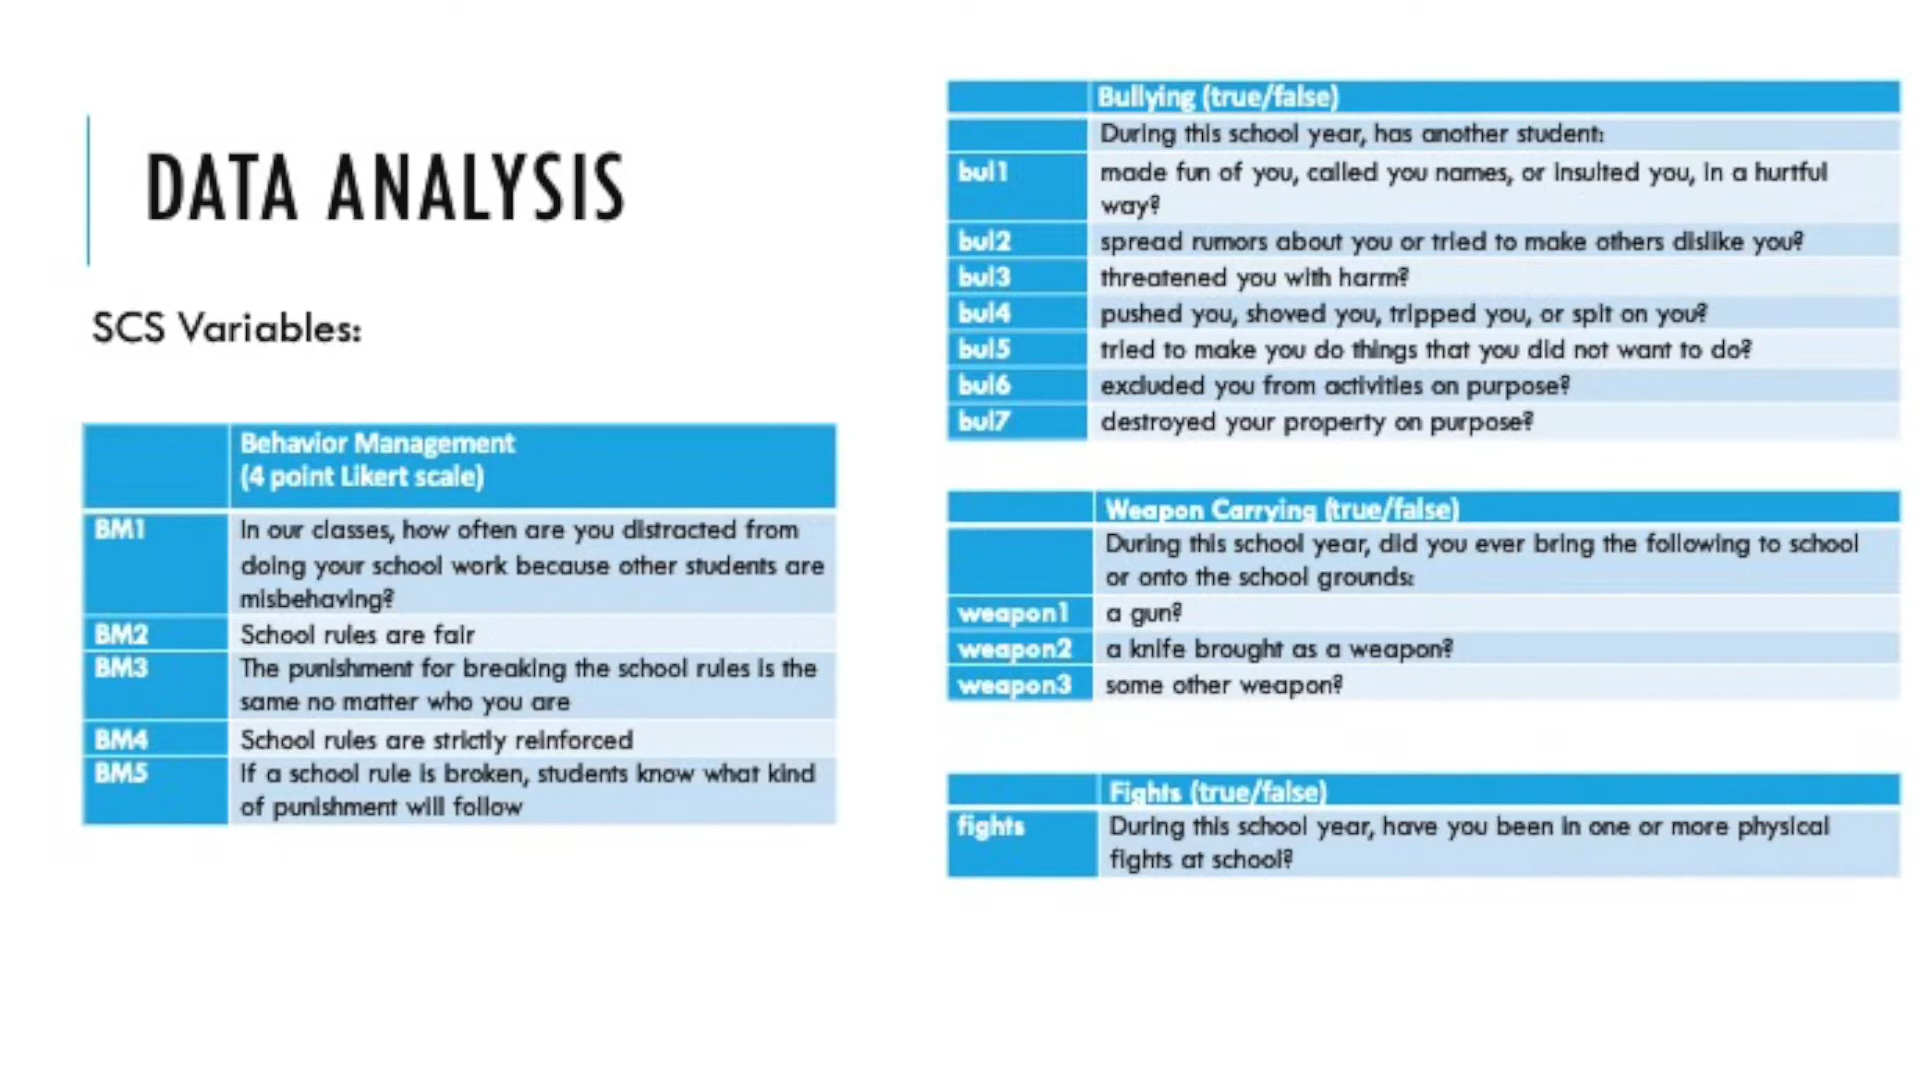 DATA ANALYSIS
SCS Variables:
Behavior Management
(4 point Likert scale)
BM1 In our classes, how often are you distracted from
doing your school work because other students are
misbehaving?
BM2 School rules are fair
BM3 The punishment for breaking the school rules is the
same no matter who you are
BM4 School rules are strictly reinforced
BM5 If a school rule is broken, students know what kind
of punishment will follow
Bullying (true/false)
During this school year, has another student:
bul1 made fun of you, called you names, or insulted you, in a hurtful
way?
bul2 spread rumors about you or tried to make others dislike you?
bul3 threatened you with harm?
bul4 pushed you, shoved you, tripped you, or spit on you?
bul5 tried to make you do things that you did not want to do?
bul6 excluded you from activities on purpose?
bul7 destroyed your property on purpose?
Weapon Carrying (true/false)
During this school year, did you ever bring the following to school
or onto the school grounds:
weapon1 a gun?
weapon2 a knife brought as a weapon?
weapon3 some other weapon?
Fights (true/false)
fights During this school year, have you been in one or more physical
fights at school?